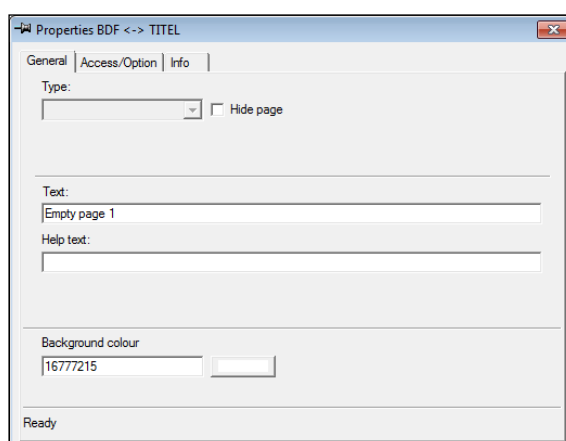 Properties BDF <-> TITEL
General Access/Option Info
Type:
Hide page
Text:
Empty page 1
Help text:
Background colour
16777215
Ready